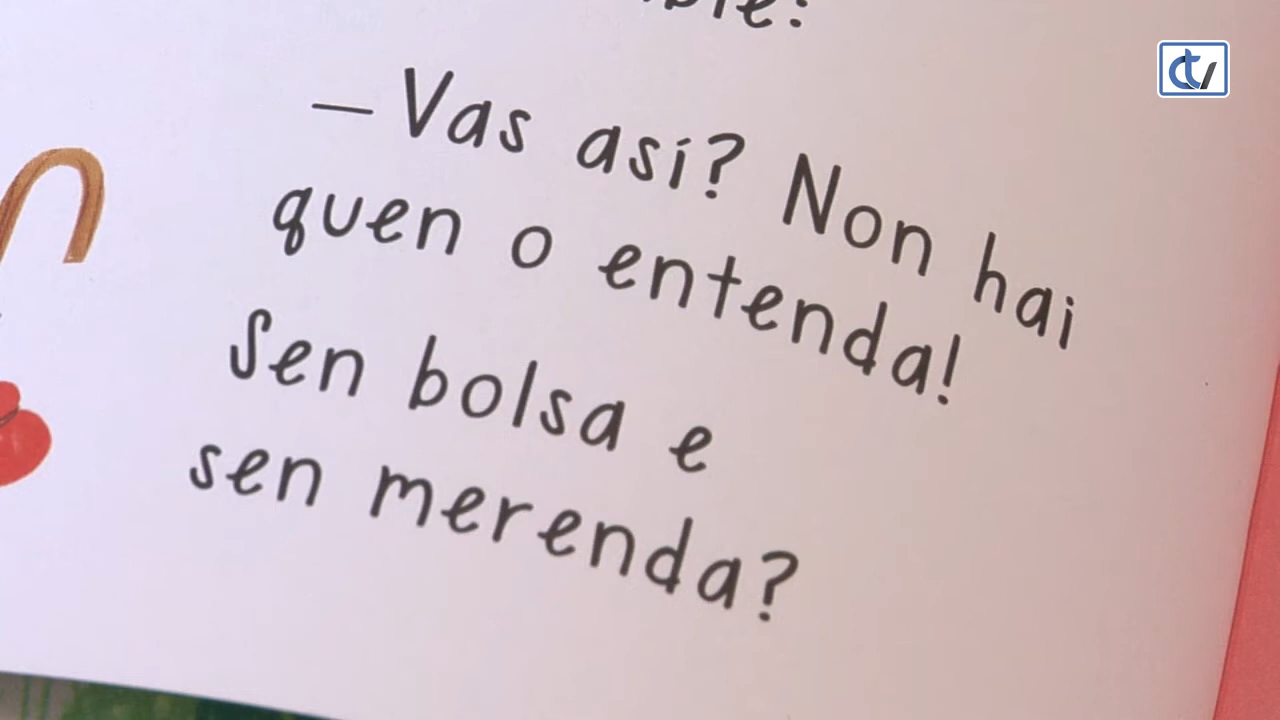 — Vas así? Non hai
quen o entenda!
Sen bolsa e
sen merenda?